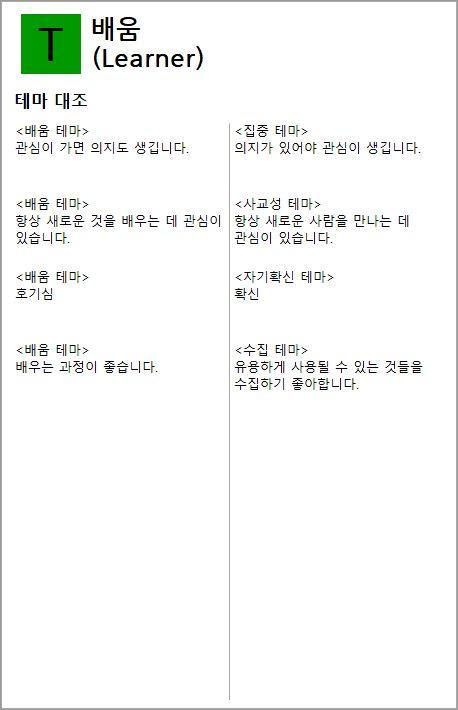 T
배움
(Learner)
테마 대조
<배움 테마>
관심이 가면 의지도 생깁니다.
<집중 테마>
의지가 있어야 관심이 생깁니다.
<배움 테마>
항상 새로운 것을 배우는 데 관심이
있습니다.
<사교성 테마>
항상 새로운 사람을 만나는 데
관심이 있습니다.
<배움 테마>
호기심
<자기확신 테마>
확신
<배움 테마>
배우는 과정이 좋습니다.
<수집 테마>
유용하게 사용될 수 있는 것들을
수집하기 좋아합니다.